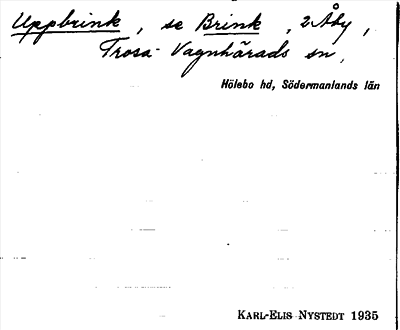 Uppbrink, se Brink, 2 Åby,
Trosa-Vagnhärads sn,
Hölebo hd, Södermanlands län
KARL-ELIS NYSTEDT 1935